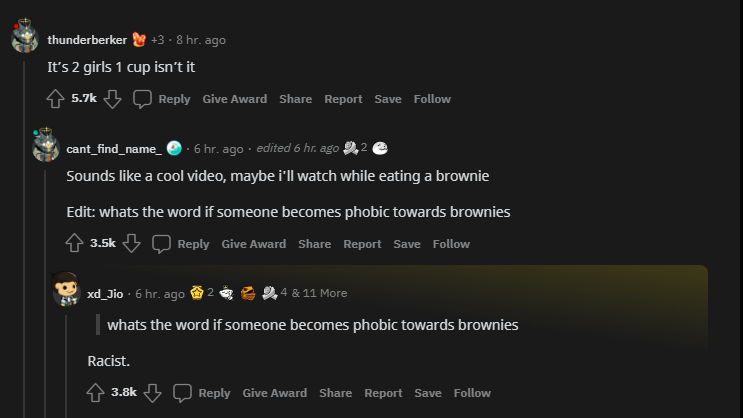 thunderberker +3 · 8 hr. ago
It's 2 girls 1 cup isn't it
5.7k Reply Give Award Share Report Save Follow
cant_find_name_ · 6 hr. ago · edited 6 hr. ago 2
Sounds like a cool video, maybe i'll watch while eating a brownie
Edit: whats the word if someone becomes phobic towards brownies
3.5k Reply Give Award Share Report Save Follow
xd_Jio · 6 hr. ago 2 4 & 11 More
whats the word if someone becomes phobic towards brownies
Racist.
3.8k Reply Give Award Share Report Save Follow